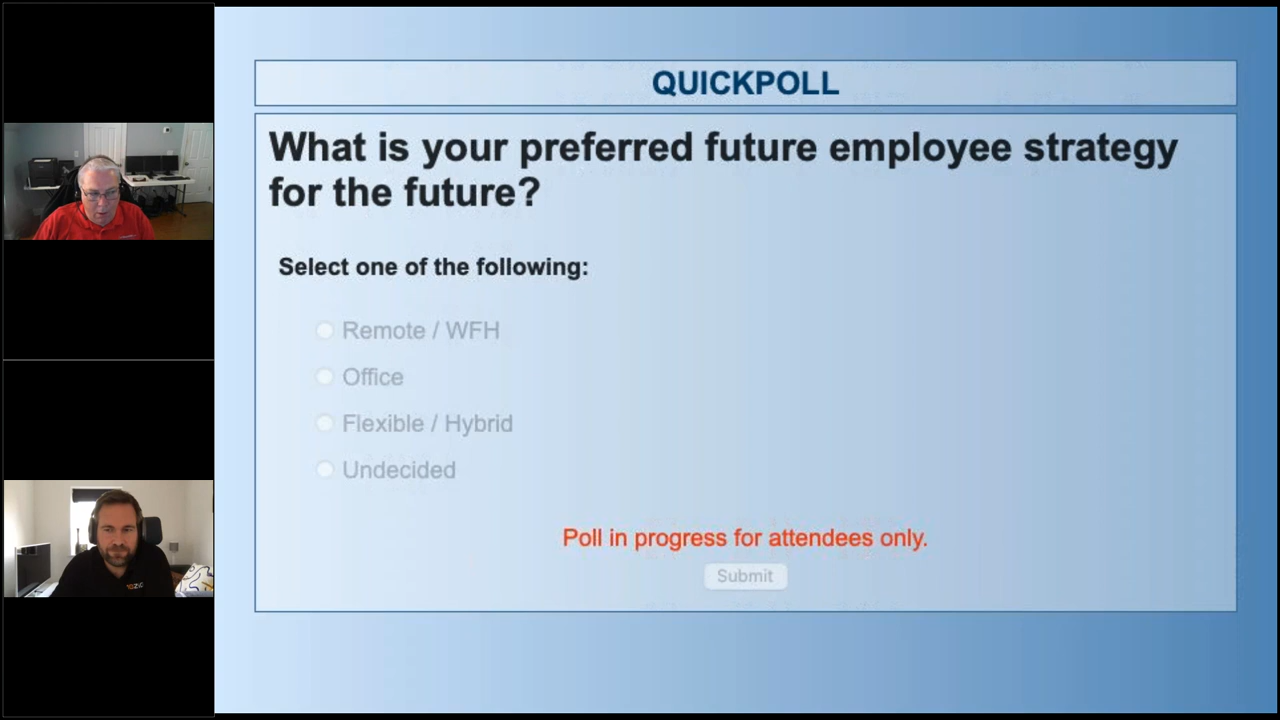 QUICKPOLL
What is your preferred future employee strategy
for the future?
Select one of the following:
Remote / WFH
Office
Flexible / Hybrid
Undecided
Poll in progress for attendees only.
Submit